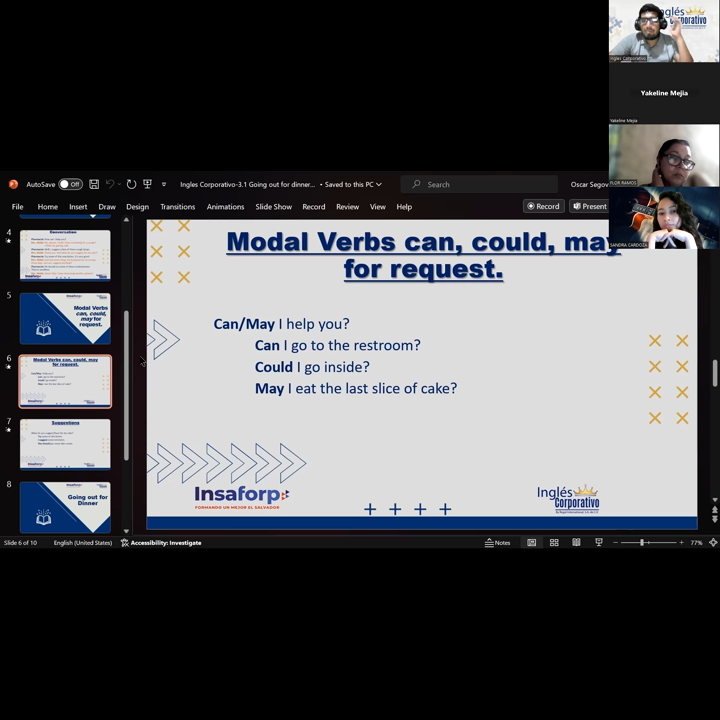 Inglés
Corporativo
Ingles Corporativo
Yakeline Mejia
Yakeline Mejia
FLOR RAMOS
SANDRA CARDOZA
AutoSave
Off
Ingles Corporativo-3.1 Going out for dinner... • Saved to this PC
Search
Oscar Segov
File Home Insert Draw Design Transitions Animations Slide Show Record Review View Help
Record
Present
4
Conversation
5
Modal Verbs
can, could,
may for
request.
6
Modal Verbs can, could, may
for request.
7
Suggestions
8
Going out for
Dinner
Modal Verbs can, could, may
for request.
Can/May I help you?
Can I go to the restroom?
Could I go inside?
May I eat the last slice of cake?
Insaforp
FORMANDO UN MEJOR EL SALVADOR
Inglés
Corporativo
Slide 6 of 10
English (United States)
Accessibility: Investigate
Notes
77%